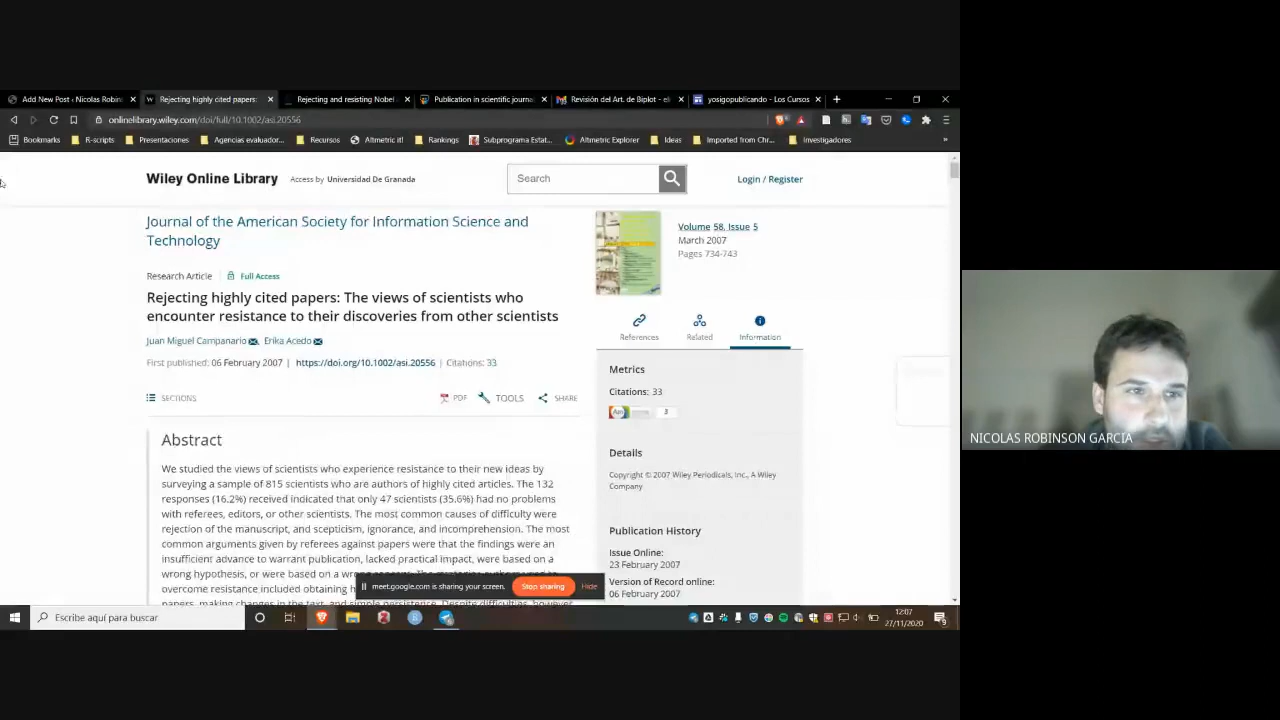 Add New Post ‹ Nicolas Robin
Rejecting highly cited papers:
Rejecting and resisting Nobel
Publication in scientific journa
Revisión del Art. de Biplot - el
yosigopublicando - Los Cursos
onlinelibrary.wiley.com/doi/full/10.1002/asi.20556
Bookmarks
R-scripts
Presentaciones
Agencias evaluador...
Recursos
Altmetric it!
Rankings
Subprograma Estat...
Altmetric Explorer
Ideas
Imported from Chr...
Investigadores
Wiley Online Library
Access by Universidad De Granada
Search
Login / Register
Journal of the American Society for Information Science and
Technology
Volume 58, Issue 5
March 2007
Pages 734-743
Research Article
Full Access
Rejecting highly cited papers: The views of scientists who
encounter resistance to their discoveries from other scientists
Juan Miguel Campanario, Erika Acedo
First published: 06 February 2007 | https://doi.org/10.1002/asi.20556 | Citations: 33
References
Related
Information
SECTIONS
PDF
TOOLS
SHARE
Metrics
Citations: 33
3
Abstract
We studied the views of scientists who experience resistance to their new ideas by
surveying a sample of 815 scientists who are authors of highly cited articles. The 132
responses (16.2%) received indicated that only 47 scientists (35.6%) had no problems
with referees, editors, or other scientists. The most common causes of difficulty were
rejection of the manuscript, and scepticism, ignorance, and incomprehension. The most
common arguments given by referees against papers were that the findings were an
insufficient advance to warrant publication, lacked practical impact, were based on a
wrong hypothesis, or were based on a wrong
overcome resistance included obtaining
papers, making changes in the text, and simple persistence. Despite difficulties, however
Details
Copyright © 2007 Wiley Periodicals, Inc., A Wiley
Company
Publication History
Issue Online:
23 February 2007
Version of Record online:
06 February 2007
meet.google.com is sharing your screen.
Stop sharing
Hide
Escribe aquí para buscar
12:07
27/11/2020
NICOLAS ROBINSON GARCIA